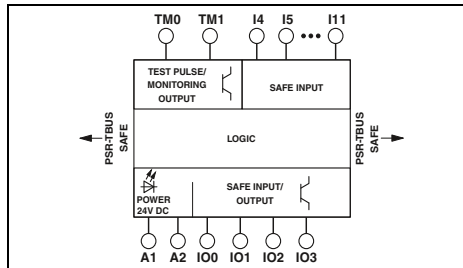 TM0 TM1 I4 I5 ••• I11
TEST PULSE/
MONITORING
OUTPUT
SAFE INPUT
PSR-TBUS
SAFE
LOGIC
PSR-TBUS
SAFE
POWER
24V DC
SAFE INPUT/
OUTPUT
A1 A2 IO0 IO1 IO2 IO3